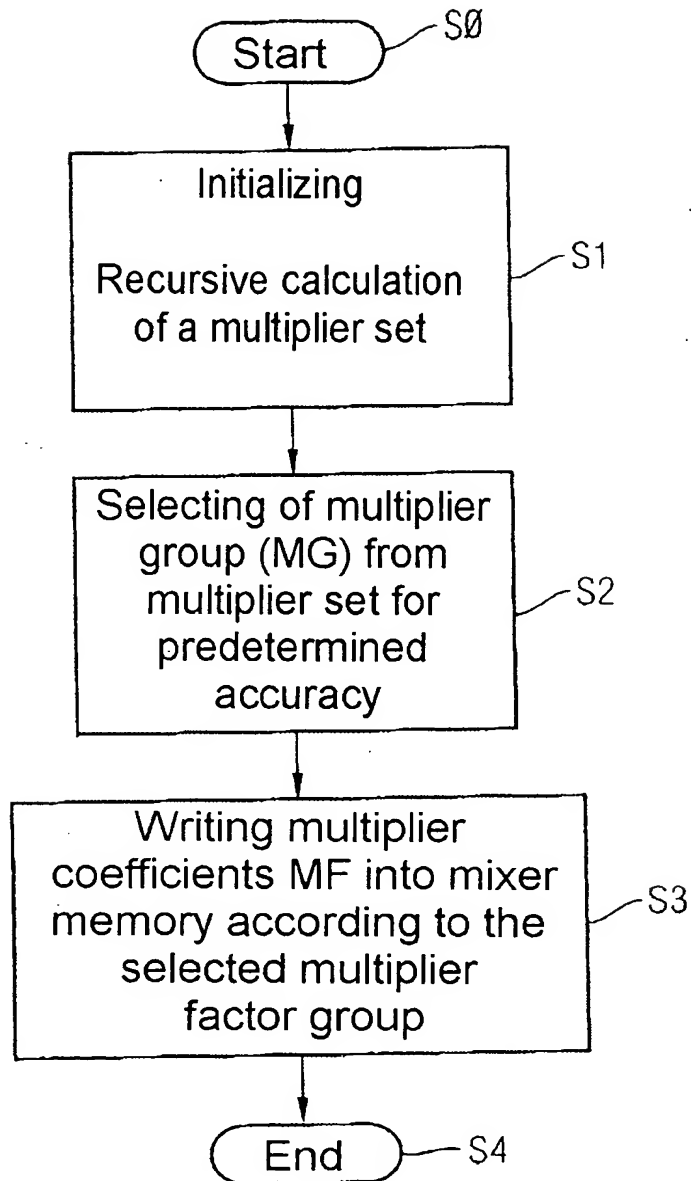 Start
SØ
Initializing
Recursive calculation
of a multiplier set
S1
Selecting of multiplier
group (MG) from
multiplier set for
predetermined
accuracy
S2
Writing multiplier
coefficients MF into mixer
memory according to the
selected multiplier
factor group
S3
End
S4